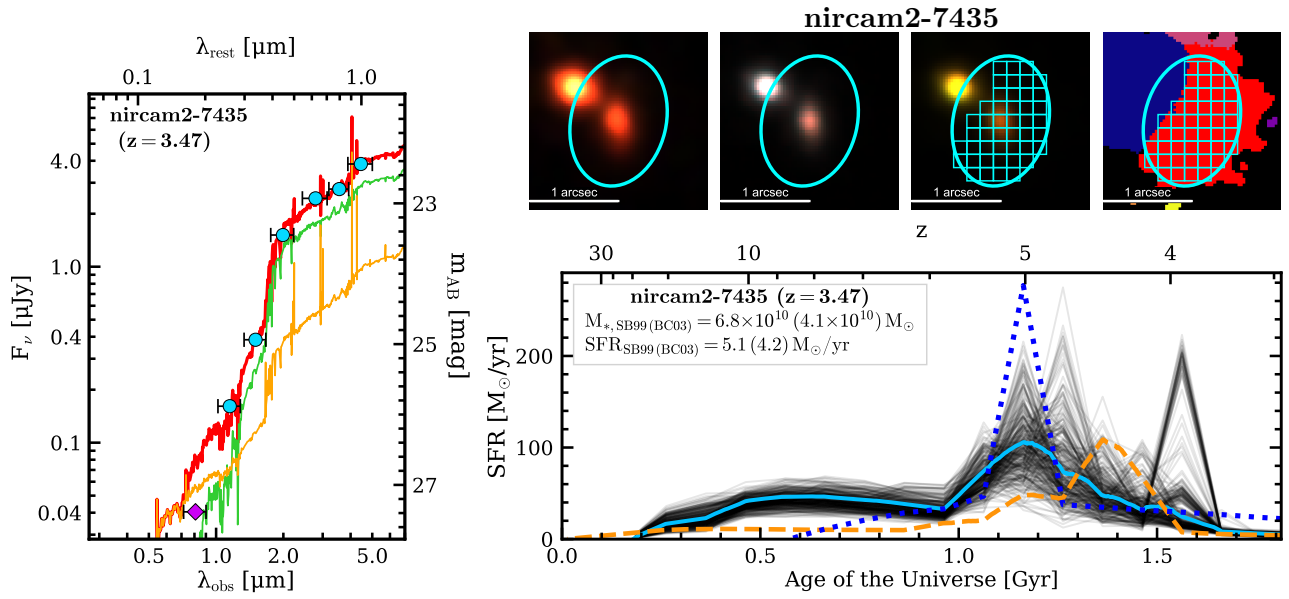 nircam2-7435
λrest [μm]
0.1 1.0
nircam2-7435
(z = 3.47)
4.0
1.0
0.4
0.1
0.04
Fν [μJy]
23
25
27
mAB [mag]
0.5 1.0 2.0 5.0
λobs [μm]
1 arcsec
1 arcsec
1 arcsec
1 arcsec
z
30 10 5 4
nircam2-7435 (z = 3.47)
M*,SB99 (BC03) = 6.8×10^10 (4.1×10^10) M⊙
SFRSB99 (BC03) = 5.1 (4.2) M⊙/yr
SFR [M⊙/yr]
200
100
0
0.0 0.5 1.0 1.5
Age of the Universe [Gyr]